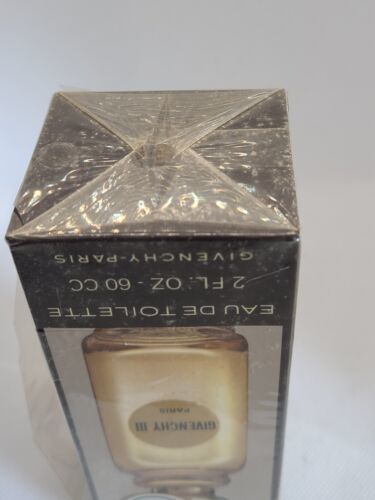 GIVENCHY III
PARIS
EAU DE TOILETTE
2 FL. OZ - 60 CC
GIVENCHY-PARIS